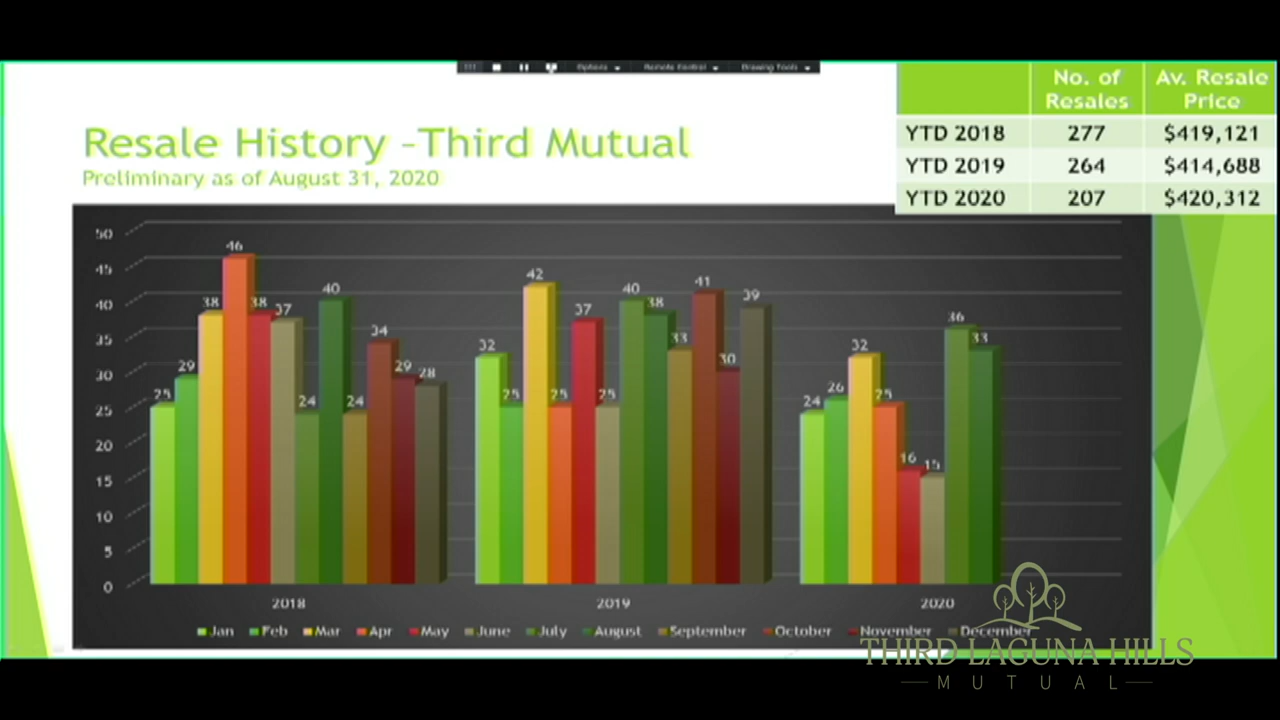 Options Remote Control Drawing Tools
No. of Resales Av. Resale Price
YTD 2018 277 $419,121
YTD 2019 264 $414,688
YTD 2020 207 $420,312
Resale History –Third Mutual
Preliminary as of August 31, 2020
50
45
40
35
30
25
20
15
10
5
0
25 29 38 46 38 37 24 40 24 34 29 28
32 25 42 25 37 25 40 38 33 41 30 39
24 26 32 25 16 15 36 33
2018 2019 2020
Jan Feb Mar Apr May June July August September October November December
THIRD LAGUNA HILLS
MUTUAL